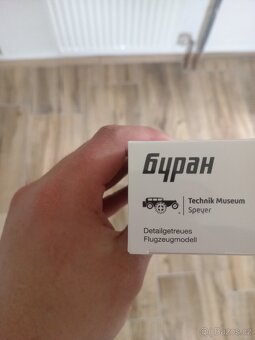 Буран
Technik Museum
Speyer
Detailgetreues
Flugzeugmodell